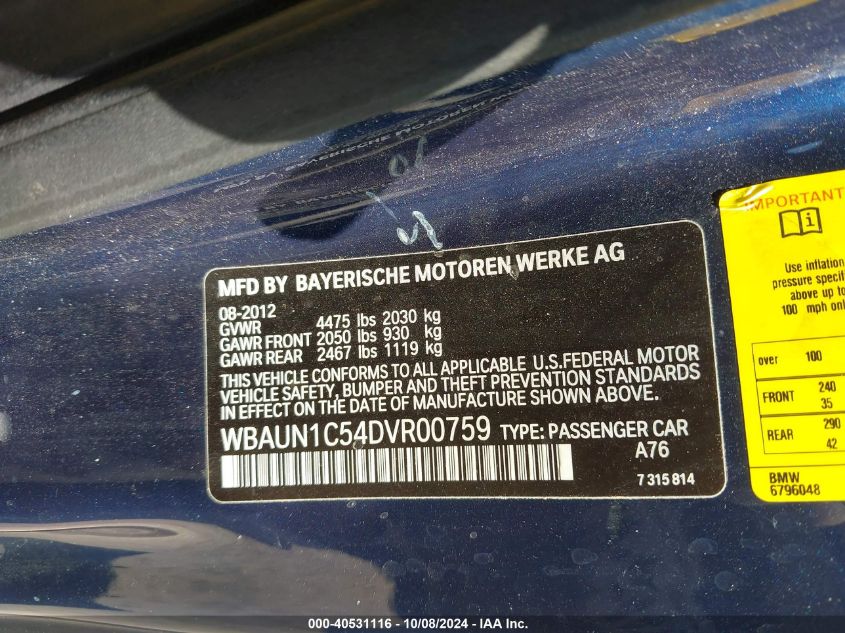 MFD BY BAYERISCHE MOTOREN WERKE AG
08-2012
GVWR 4475 lbs 2030 kg
GAWR FRONT 2050 lbs 930 kg
GAWR REAR 2467 lbs 1119 kg
THIS VEHICLE CONFORMS TO ALL APPLICABLE U.S.FEDERAL MOTOR
VEHICLE SAFETY, BUMPER AND THEFT PREVENTION STANDARDS
IN EFFECT ON THE DATE OF MANUFACTURE SHOWN ABOVE.
WBAUN1C54DVR00759 TYPE: PASSENGER CAR
A76
7 315 814
IMPORTANT
Use inflation
pressure specif
above up to
100 mph only
over 100
FRONT 240
35
REAR 290
42
BMW
6796048
000-40531116 - 10/08/2024 - IAA Inc.